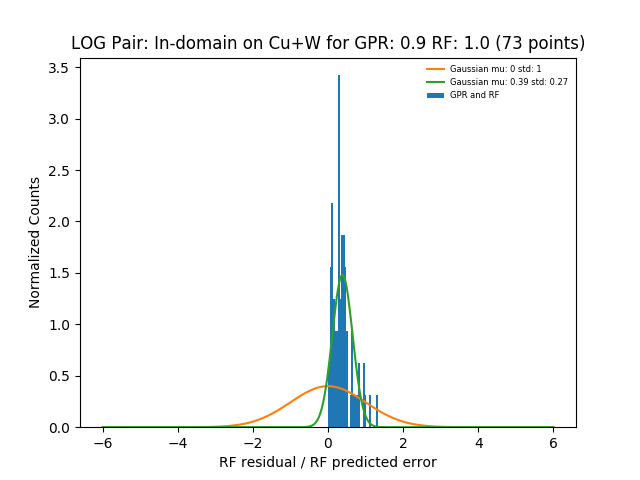 LOG Pair: In-domain on Cu+W for GPR: 0.9 RF: 1.0 (73 points)
Gaussian mu: 0 std: 1
Gaussian mu: 0.39 std: 0.27
GPR and RF
Normalized Counts
3.5
3.0
2.5
2.0
1.5
1.0
0.5
0.0
−6
−4
−2
0
2
4
6
RF residual / RF predicted error